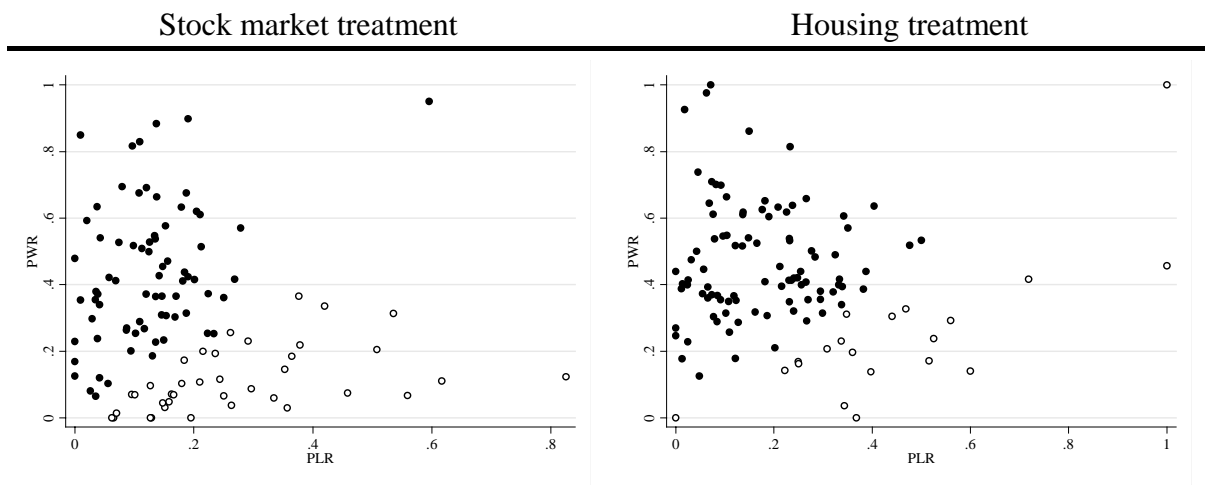 Stock market treatment Housing treatment
1 1
.8 .8
.6 .6
PWR PWR
.4 .4
.2 .2
0 0
0 .2 .4 .6 .8 0 .2 .4 .6 .8 1
PLR PLR